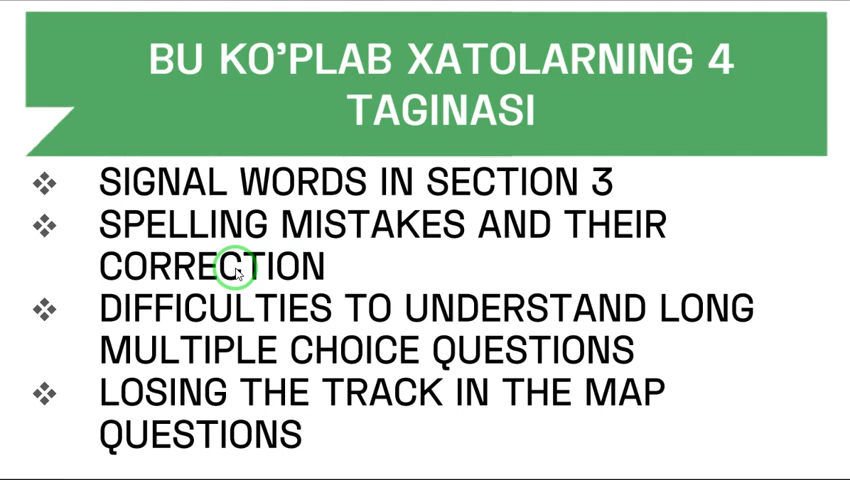 BU KO’PLAB XATOLARNING 4
TAGINASI
SIGNAL WORDS IN SECTION 3
SPELLING MISTAKES AND THEIR
CORRECTION
DIFFICULTIES TO UNDERSTAND LONG
MULTIPLE CHOICE QUESTIONS
LOSING THE TRACK IN THE MAP
QUESTIONS